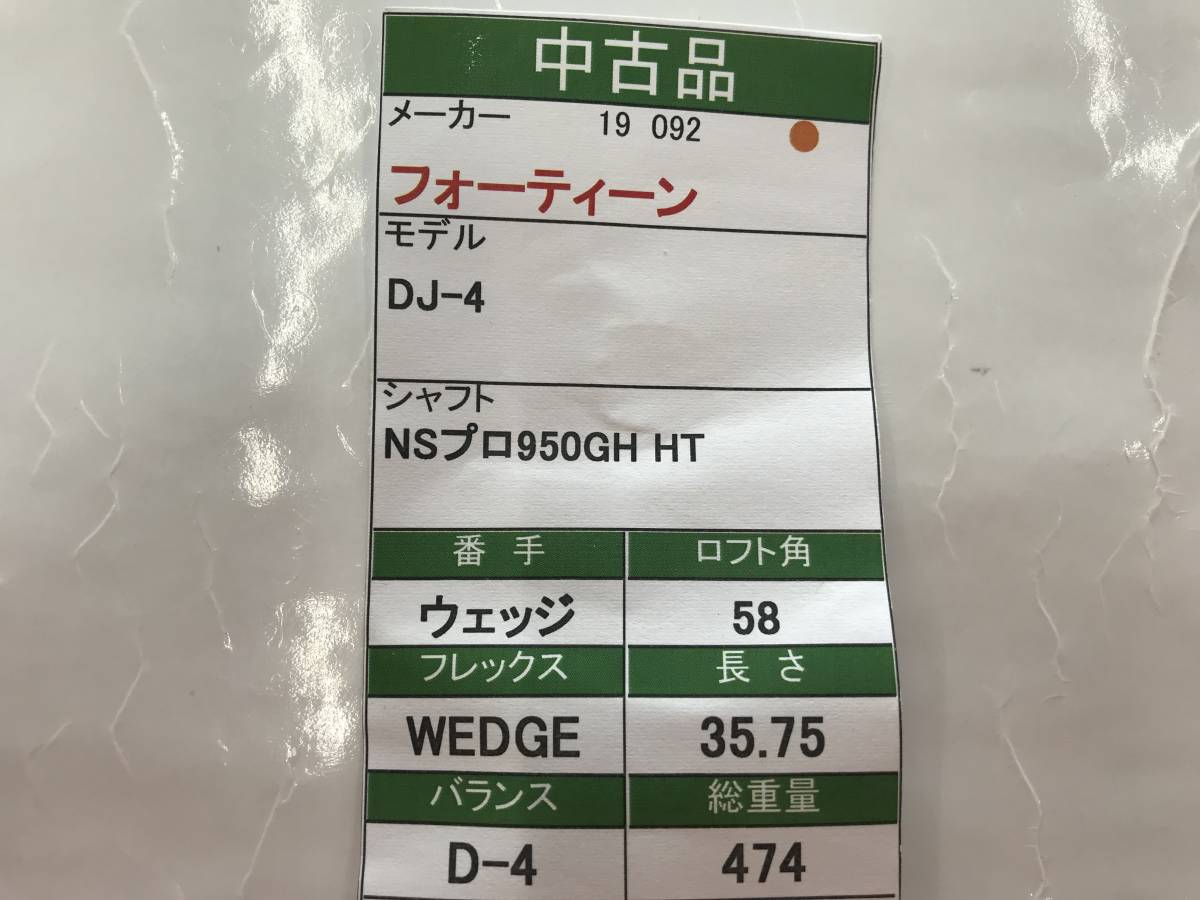 中古品
メーカー 19 092
フォーティーン
モデル
DJ-4
シャフト
NSプロ950GH HT
番手 ロフト角
ウェッジ 58
フレックス 長さ
WEDGE 35.75
バランス 総重量
D-4 474